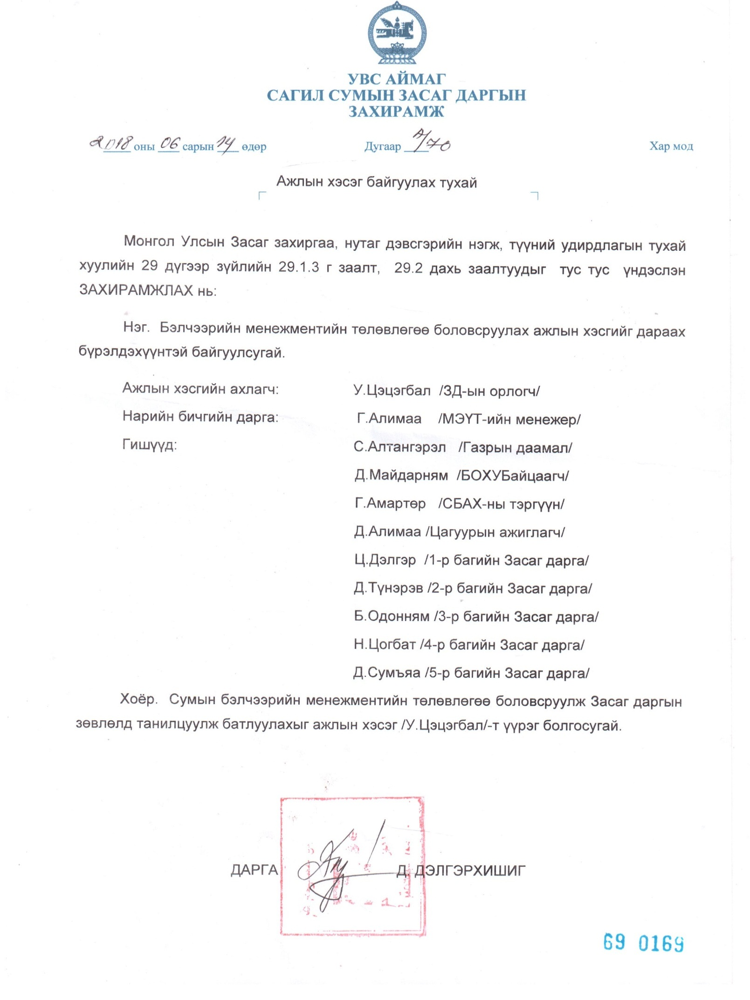 УВС АЙМАГ
САГИЛ СУМЫН ЗАСАГ ДАРГЫН
ЗАХИРАМЖ
2018 оны 06 сарын 14 өдөр Дугаар А/70 Хар мод
Ажлын хэсэг байгуулах тухай
Монгол Улсын Засаг захиргаа, нутаг дэвсгэрийн нэгж, түүний удирдлагын тухай
хуулийн 29 дүгээр зүйлийн 29.1.3 г заалт, 29.2 дахь заалтуудыг тус тус үндэслэн
ЗАХИРАМЖЛАХ нь:
Нэг. Бэлчээрийн менежментийн төлөвлөгөө боловсруулах ажлын хэсгийг дараах
бүрэлдэхүүнтэй байгуулсугай.
Ажлын хэсгийн ахлагч: У.Цэцэгбал /ЗД-ын орлогч/
Нарийн бичгийн дарга: Г.Алимаа /МЭҮТ-ийн менежер/
Гишүүд: С.Алтангэрэл /Газрын даамал/
Д.Майдарням /БОХУБайцаагч/
Г.Амартөр /СБАХ-ны тэргүүн/
Д.Алимаа /Цагуурын ажиглагч/
Ц.Дэлгэр /1-р багийн Засаг дарга/
Д.Түнэрэв /2-р багийн Засаг дарга/
Б.Одонням /3-р багийн Засаг дарга/
Н.Цогбат /4-р багийн Засаг дарга/
Д.Сумъяа /5-р багийн Засаг дарга/
Хоёр. Сумын бэлчээрийн менежментийн төлөвлөгөө боловсруулж Засаг даргын
зөвлөлд танилцуулж батлуулахыг ажлын хэсэг /У.Цэцэгбал/-т үүрэг болгосугай.
ДАРГА Д. ДЭЛГЭРХИШИГ
69 0169